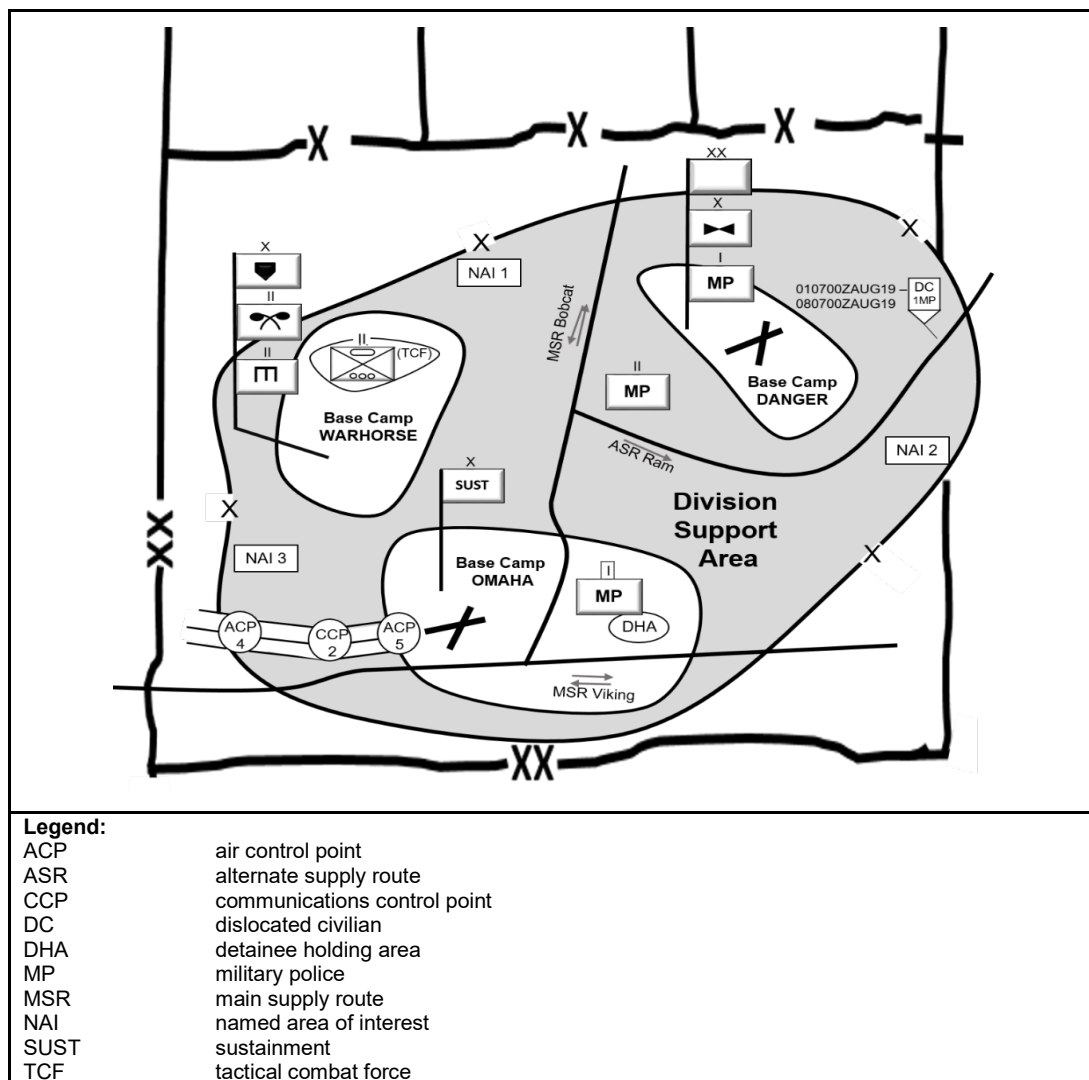 X
X
X
XX
X
I
MP
X
X
NAI 1
X
II
II
MSR Bobcat
010700ZAUG19
080700ZAUG19
DC
1MP
II
(TCF)
Base Camp
WARHORSE
II
MP
Base Camp
DANGER
ASR Ram
NAI 2
X
SUST
Division
Support
Area
X
XX
X
NAI 3
Base Camp
OMAHA
I
MP
DHA
ACP
4
CCP
2
ACP
5
MSR Viking
XX
Legend:
ACP air control point
ASR alternate supply route
CCP communications control point
DC dislocated civilian
DHA detainee holding area
MP military police
MSR main supply route
NAI named area of interest
SUST sustainment
TCF tactical combat force